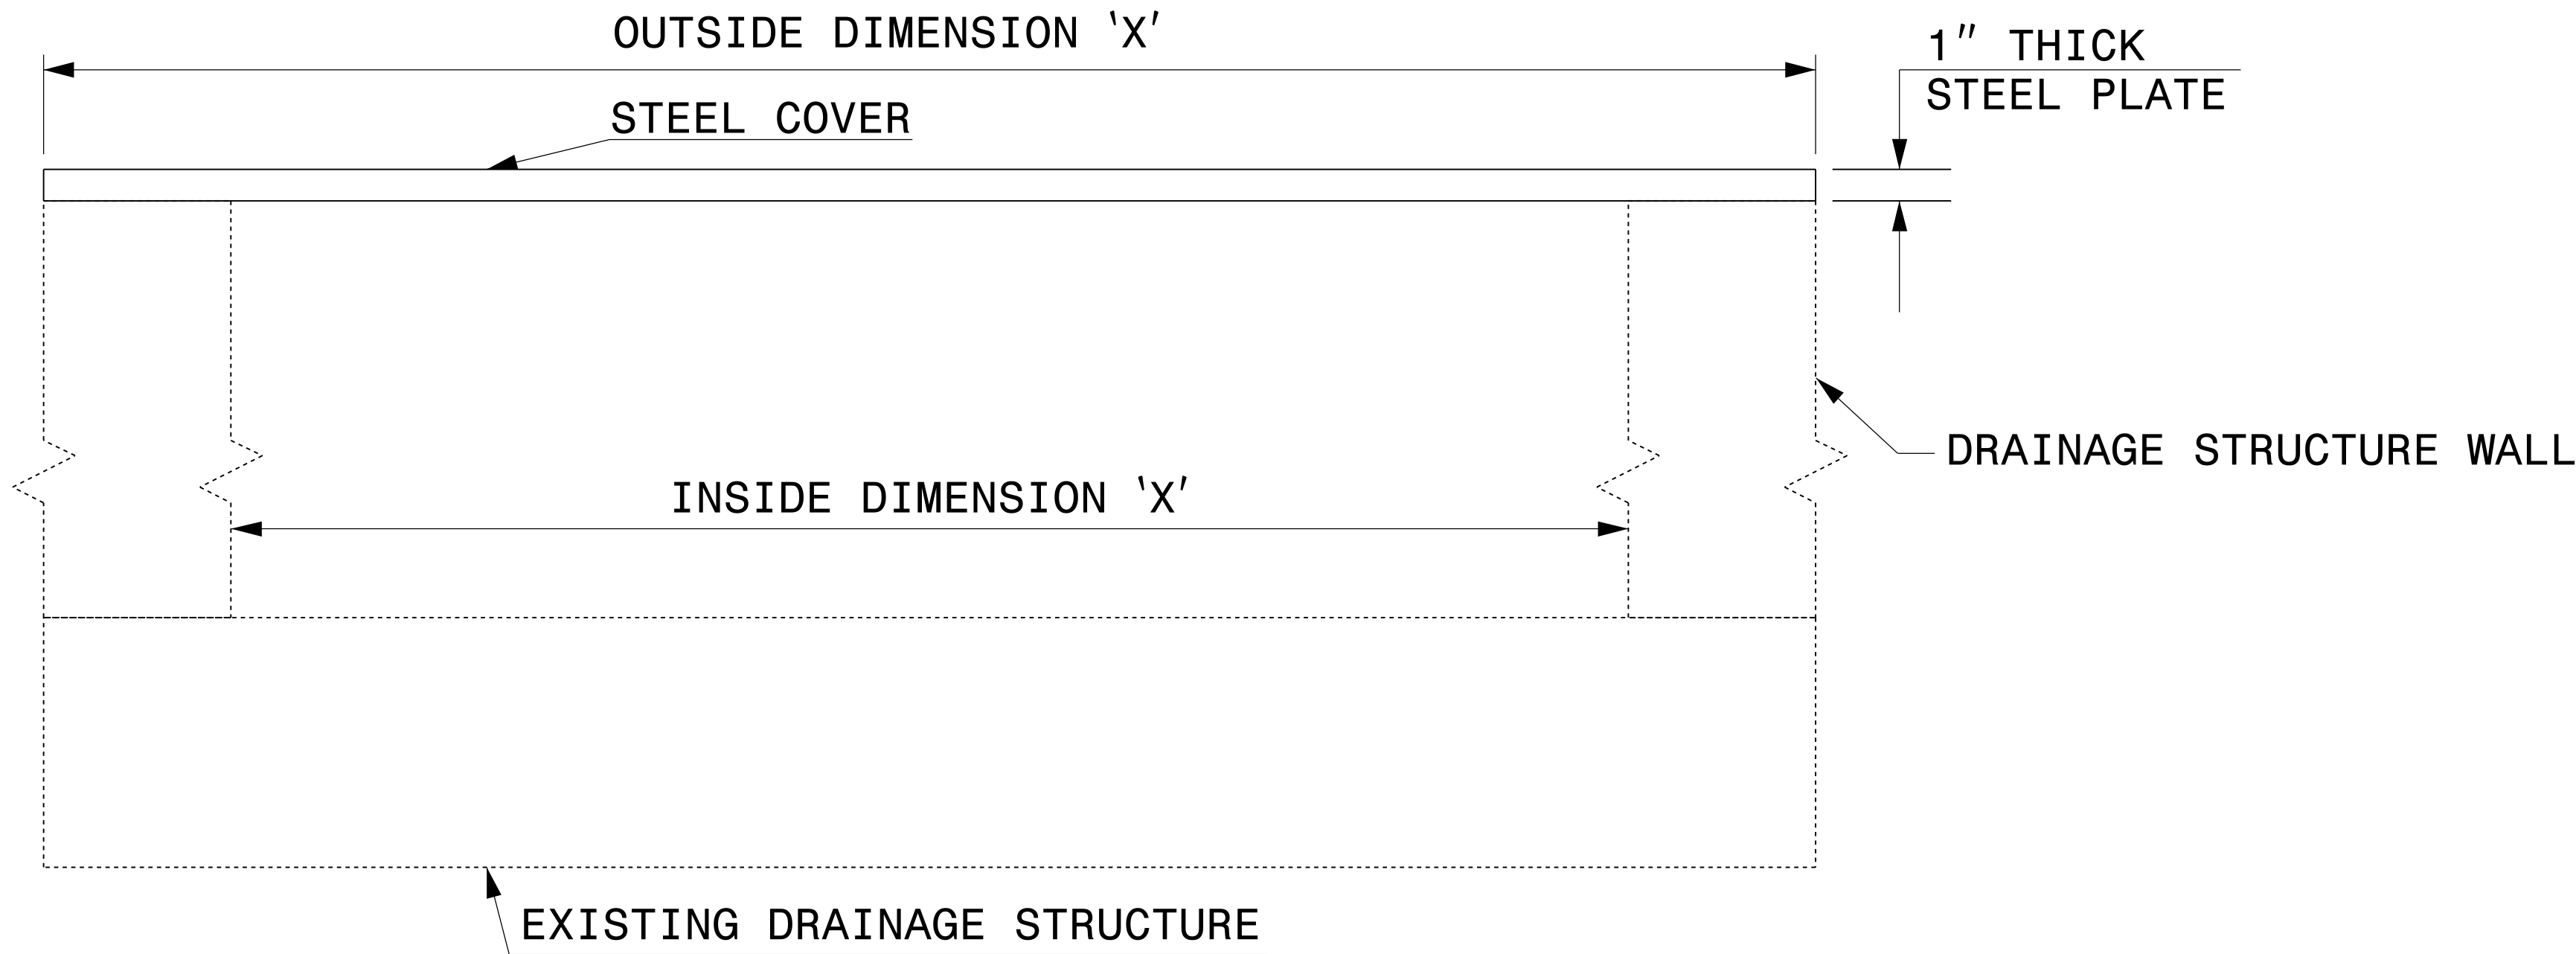 OUTSIDE DIMENSION 'X'
1" THICK
STEEL PLATE
STEEL COVER
DRAINAGE STRUCTURE WALL
INSIDE DIMENSION 'X'
EXISTING DRAINAGE STRUCTURE